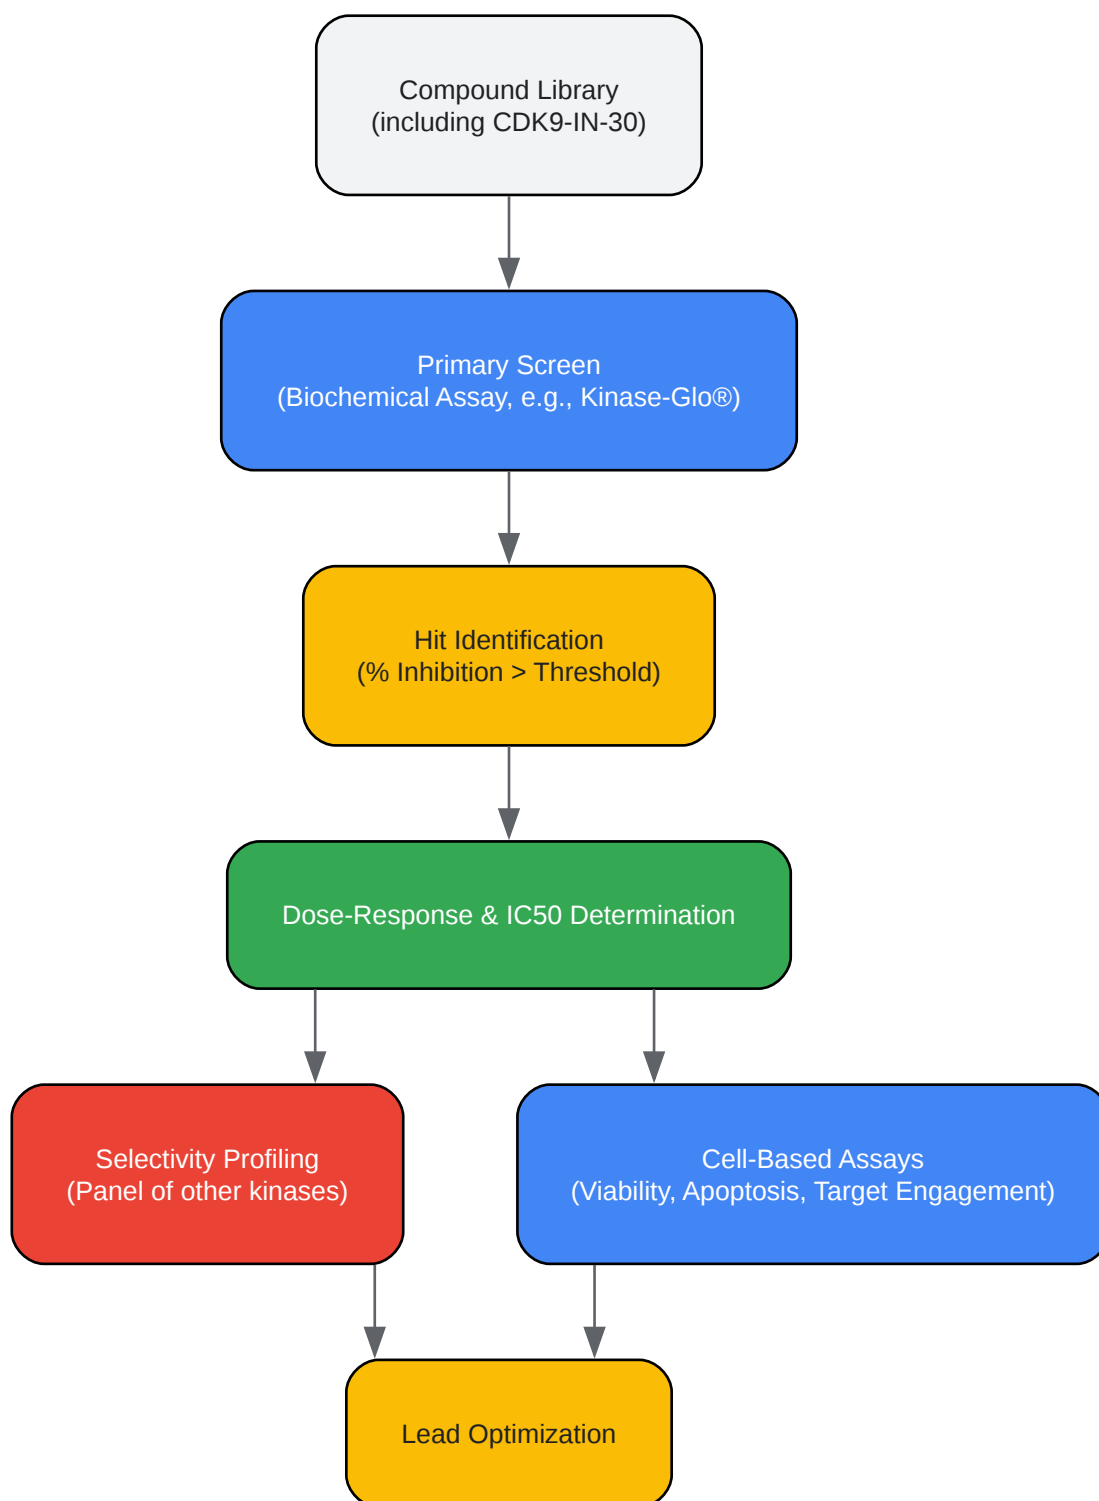 Compound Library
(including CDK9-IN-30)
Primary Screen
(Biochemical Assay, e.g., Kinase-Glo®)
Hit Identification
(% Inhibition > Threshold)
Dose-Response & IC50 Determination
Selectivity Profiling
(Panel of other kinases)
Cell-Based Assays
(Viability, Apoptosis, Target Engagement)
Lead Optimization